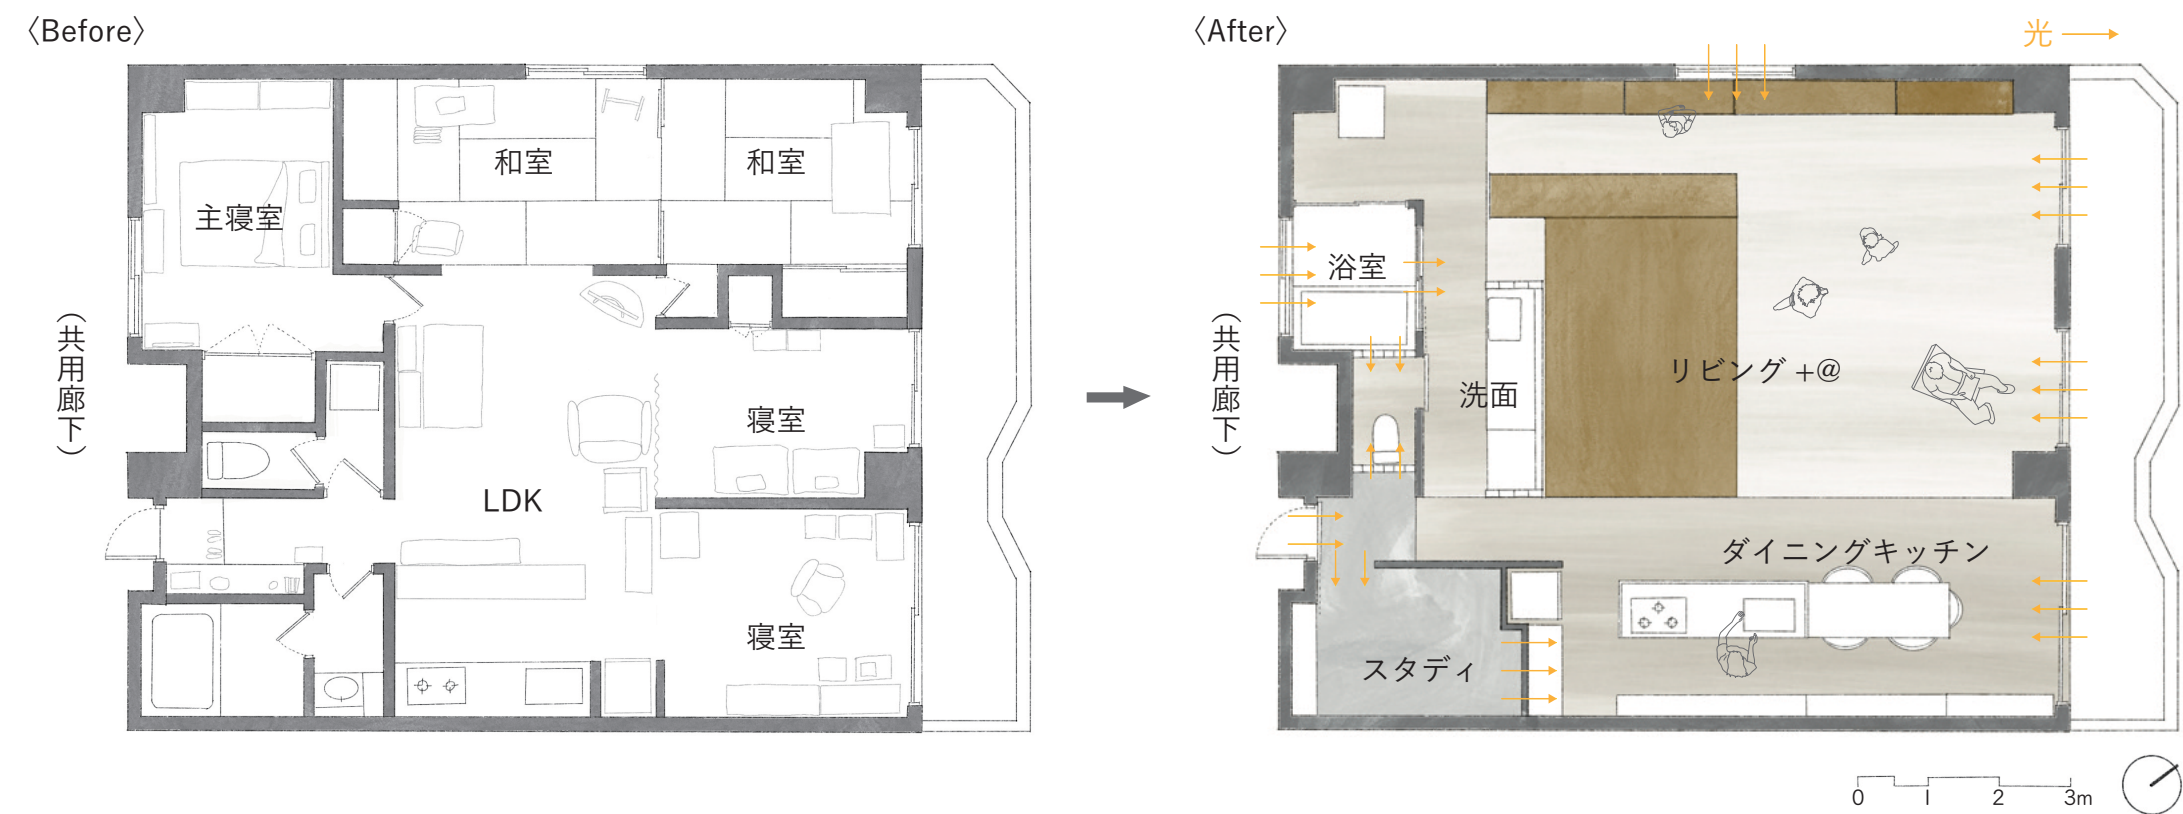 〈Before〉
主寝室
和室
和室
(共用廊下)
寝室
LDK
寝室
〈After〉
光
浴室
(共用廊下)
洗面
リビング +@
ダイニングキッチン
スタディ
0 1 2 3m